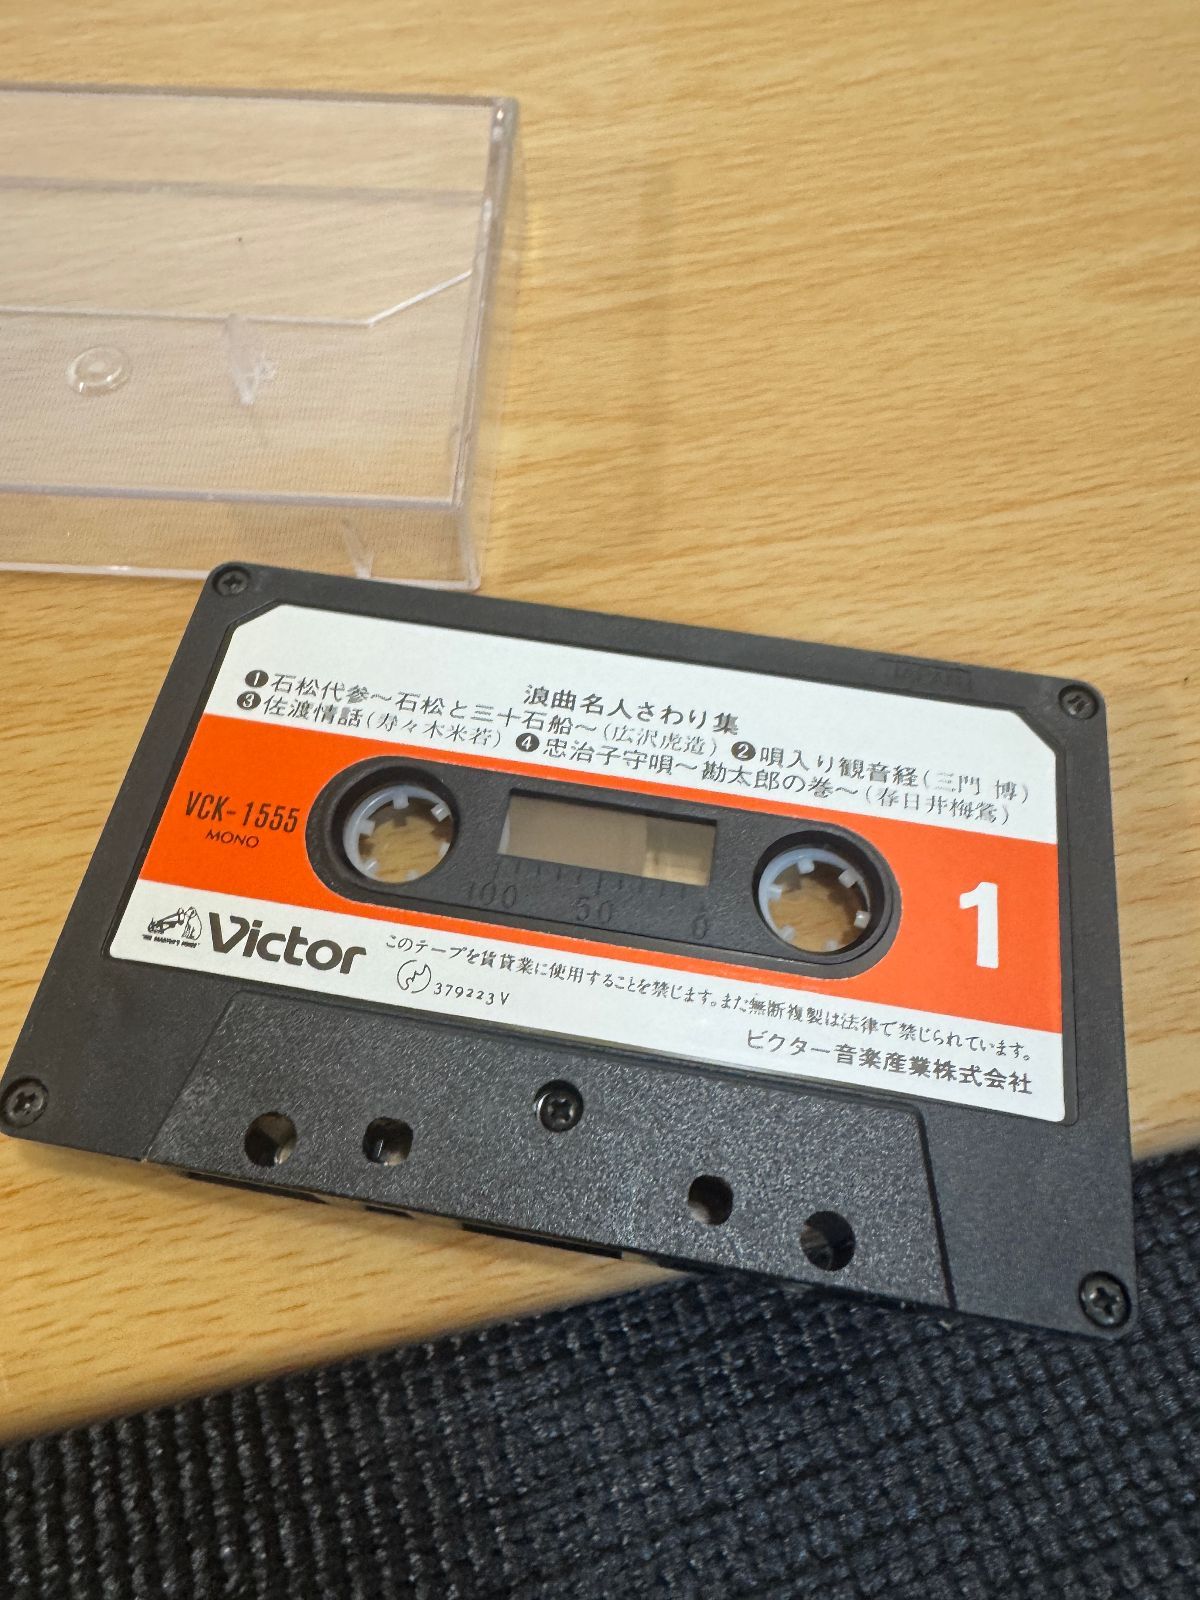 浪曲名人さわり集
❶石松代参～石松と三十石船～(広沢虎造) ❷唄入り観音経(三門 博)
❸佐渡情話(寿々木米若) ❹忠治子守唄～勘太郎の巻～(春日井梅鶯)
VCK-1555
MONO
1
100 50 0
"HIS MASTER'S VOICE"
Victor
このテープを賃貸業に使用することを禁じます。また無断複製は法律で禁じられています。
379223V
ビクター音楽産業株式会社